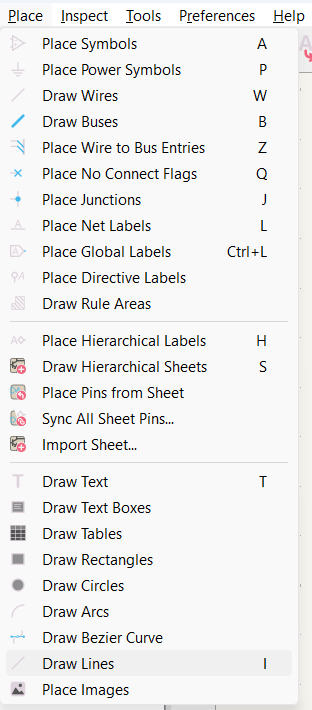 Place Inspect Tools Preferences Help
Place Symbols A
Place Power Symbols P
Draw Wires W
Draw Buses B
Place Wire to Bus Entries Z
Place No Connect Flags Q
Place Junctions J
Place Net Labels L
Place Global Labels Ctrl+L
Place Directive Labels
Draw Rule Areas
Place Hierarchical Labels H
Draw Hierarchical Sheets S
Place Pins from Sheet
Sync All Sheet Pins...
Import Sheet...
Draw Text T
Draw Text Boxes
Draw Tables
Draw Rectangles
Draw Circles
Draw Arcs
Draw Bezier Curve
Draw Lines I
Place Images